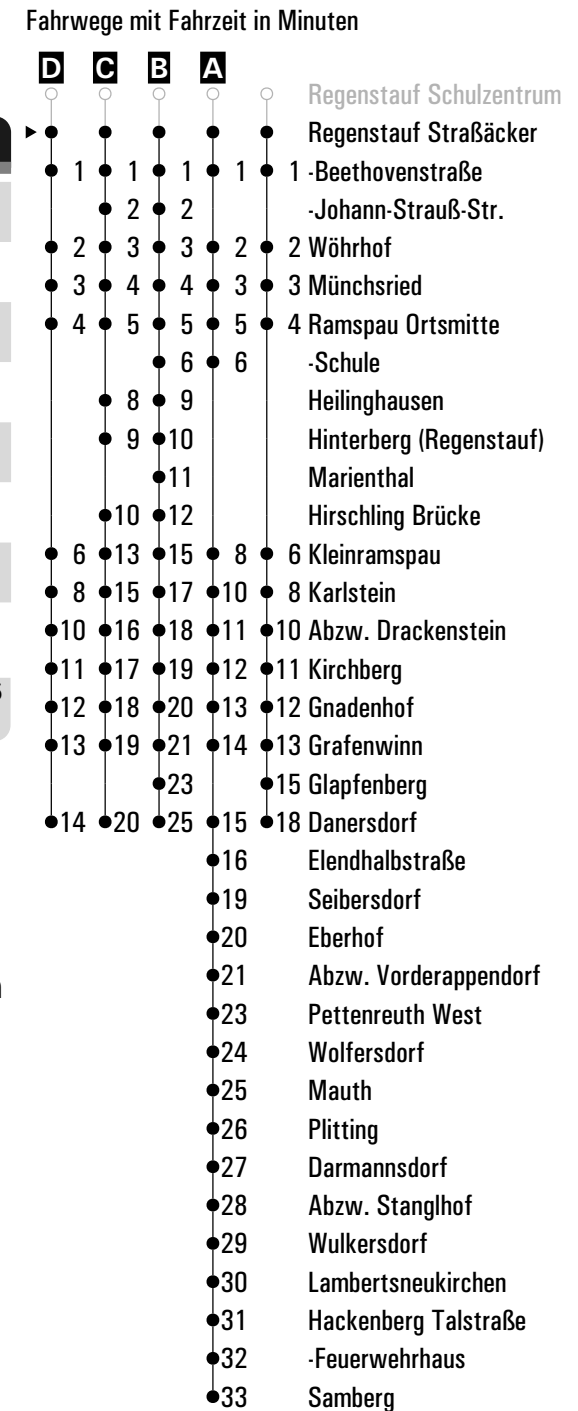 Fahrwege mit Fahrzeit in Minuten
D C B A
Regenstauf Schulzentrum
Regenstauf Straßäcker
1 1 1 1 1 -Beethovenstraße
2 2 -Johann-Strauß-Str.
2 3 3 2 2 Wöhrhof
3 4 4 3 3 Münchsried
4 5 5 5 4 Ramspau Ortsmitte
6 6 -Schule
8 9 Heilinghausen
9 10 Hinterberg (Regenstauf)
11 Marienthal
10 12 Hirschling Brücke
6 13 15 8 6 Kleinramspau
8 15 17 10 8 Karlstein
10 16 18 11 10 Abzw. Drackenstein
11 17 19 12 11 Kirchberg
12 18 20 13 12 Gnadenhof
13 19 21 14 13 Grafenwinn
23 15 Glapfenberg
14 20 25 15 18 Danersdorf
16 Elendhalbstraße
19 Seibersdorf
20 Eberhof
21 Abzw. Vorderappendorf
23 Pettenreuth West
24 Wolfersdorf
25 Mauth
26 Plitting
27 Darmannsdorf
28 Abzw. Stanglhof
29 Wulkersdorf
30 Lambertsneukirchen
31 Hackenberg Talstraße
32 -Feuerwehrhaus
33 Samberg